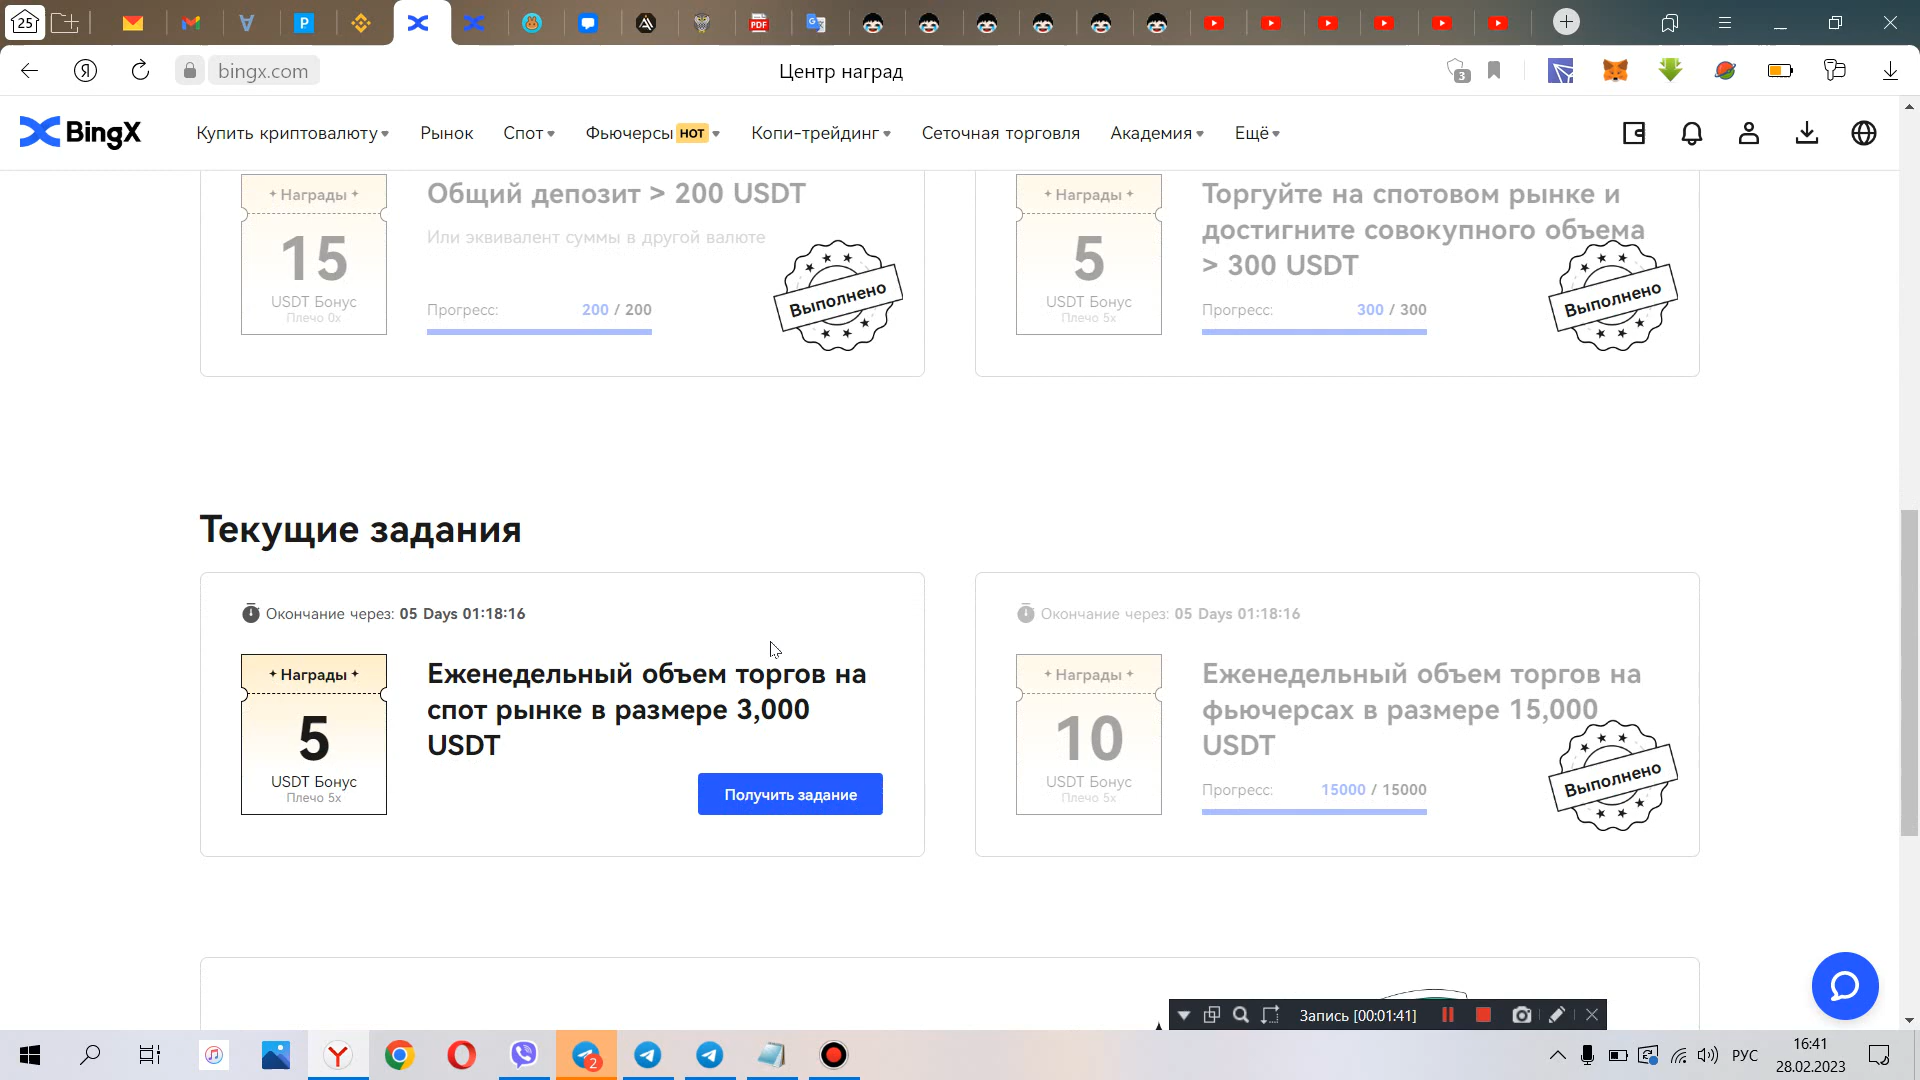 25
bingx.com
Центр наград
3
BingX
Купить криптовалюту
Рынок
Спот
Фьючерсы
HOT
Копи-трейдинг
Сеточная торговля
Академия
Ещё
Награды
15
USDT Бонус
Плечо 0x
Общий депозит > 200 USDT
Или эквивалент суммы в другой валюте
Прогресс: 200 / 200
Выполнено
Награды
5
USDT Бонус
Плечо 5x
Торгуйте на спотовом рынке и
достигните совокупного объема
> 300 USDT
Прогресс: 300 / 300
Выполнено
Текущие задания
Окончание через: 05 Days 01:18:16
Награды
5
USDT Бонус
Плечо 5x
Еженедельный объем торгов на
спот рынке в размере 3,000
USDT
Получить задание
Окончание через: 05 Days 01:18:16
Награды
10
USDT Бонус
Плечо 5x
Еженедельный объем торгов на
фьючерсах в размере 15,000
USDT
Прогресс: 15000 / 15000
Выполнено
Запись [00:01:41]
2
РУС
16:41
28.02.2023